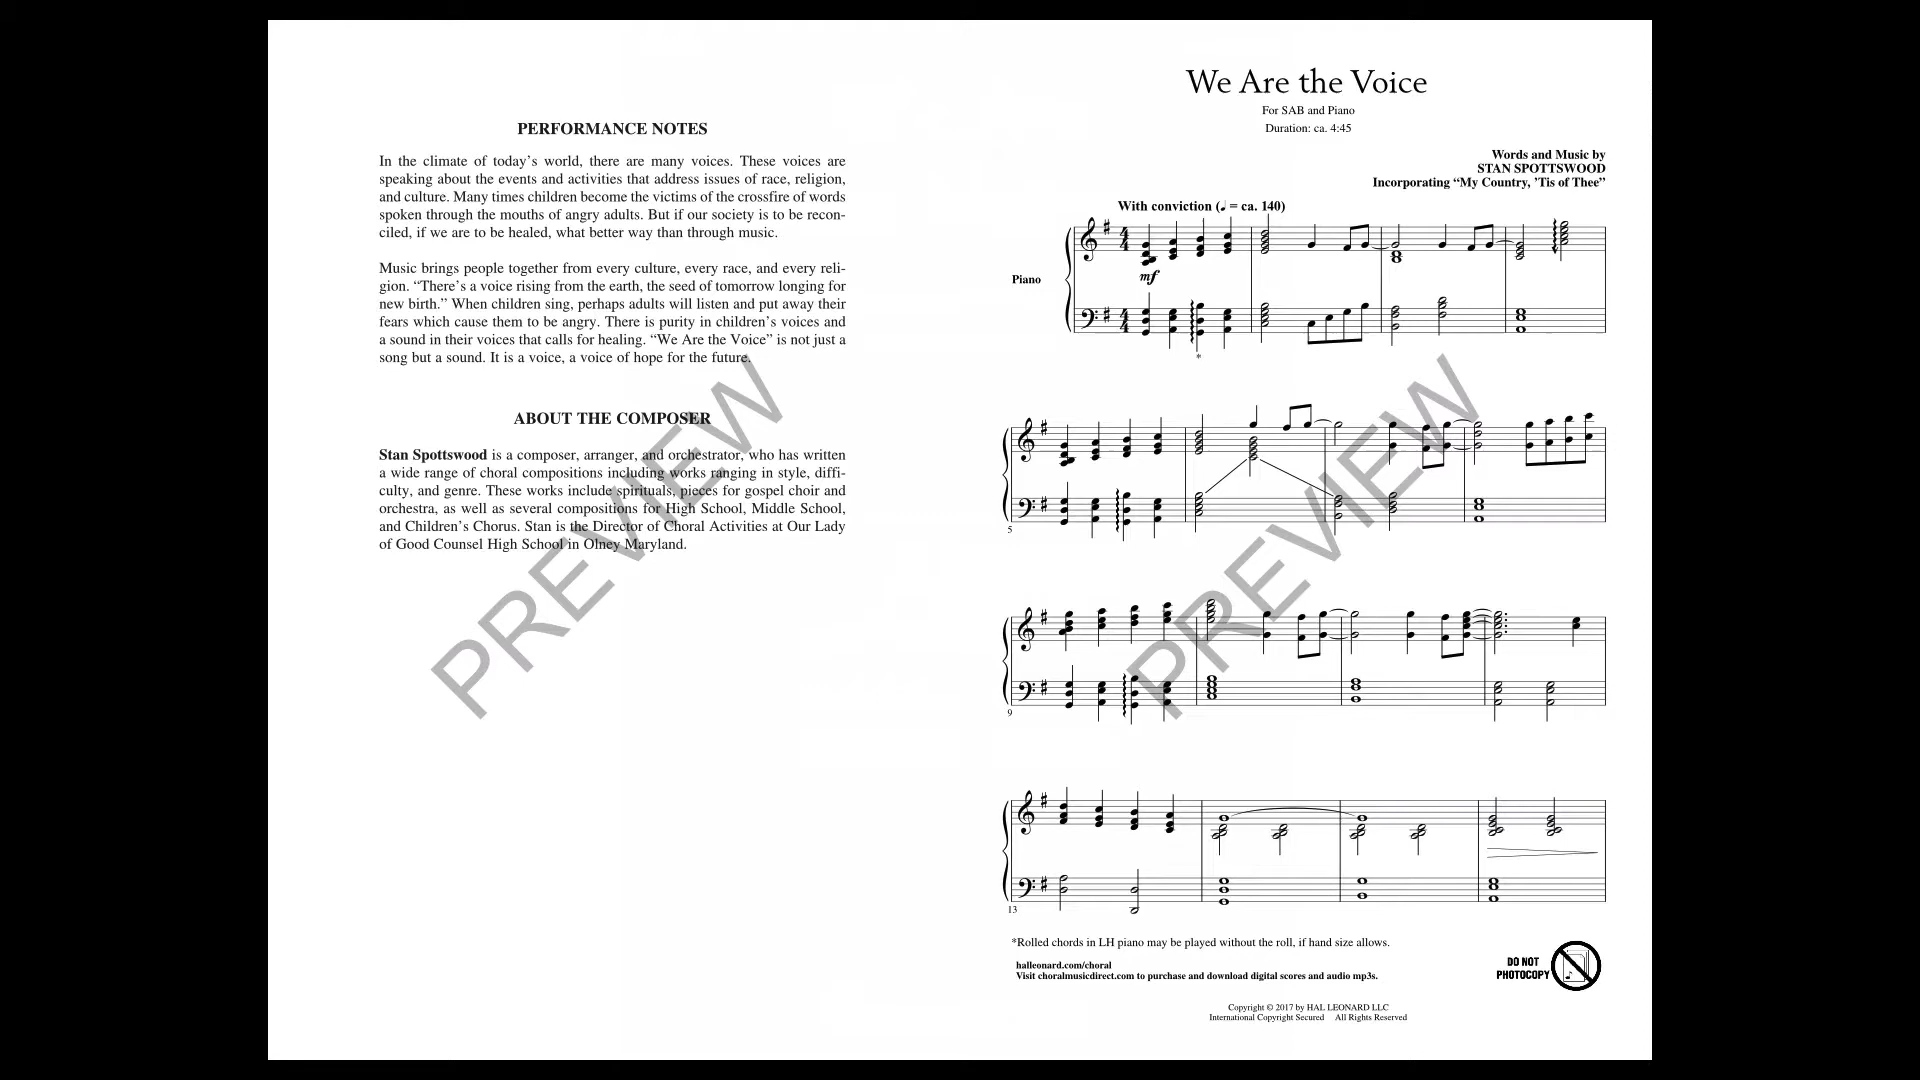 PERFORMANCE NOTES
In the climate of today’s world, there are many voices. These voices are
speaking about the events and activities that address issues of race, religion,
and culture. Many times children become the victims of the crossfire of words
spoken through the mouths of angry adults. But if our society is to be recon-
ciled, if we are to be healed, what better way than through music.
Music brings people together from every culture, every race, and every reli-
gion. “There’s a voice rising from the earth, the seed of tomorrow longing for
new birth.” When children sing, perhaps adults will listen and put away their
fears which cause them to be angry. There is purity in children’s voices and
a sound in their voices that calls for healing. “We Are the Voice” is not just a
song but a sound. It is a voice, a voice of hope for the future.
ABOUT THE COMPOSER
Stan Spottswood is a composer, arranger, and orchestrator, who has written
a wide range of choral compositions including works ranging in style, diffi-
culty, and genre. These works include spirituals, pieces for gospel choir and
orchestra, as well as several compositions for High School, Middle School,
and Children’s Chorus. Stan is the Director of Choral Activities at Our Lady
of Good Counsel High School in Olney Maryland.
PREVIEW
We Are the Voice
For SAB and Piano
Duration: ca. 4:45
Words and Music by
STAN SPOTTSWOOD
Incorporating “My Country, ’Tis of Thee”
With conviction (♩ = ca. 140)
Piano
mf
*
5
9
13
PREVIEW
*Rolled chords in LH piano may be played without the roll, if hand size allows.
halleonard.com/choral
Visit choralmusicdirect.com to purchase and download digital scores and audio mp3s.
DO NOT
PHOTOCOPY
Copyright © 2017 by HAL LEONARD LLC
International Copyright Secured All Rights Reserved